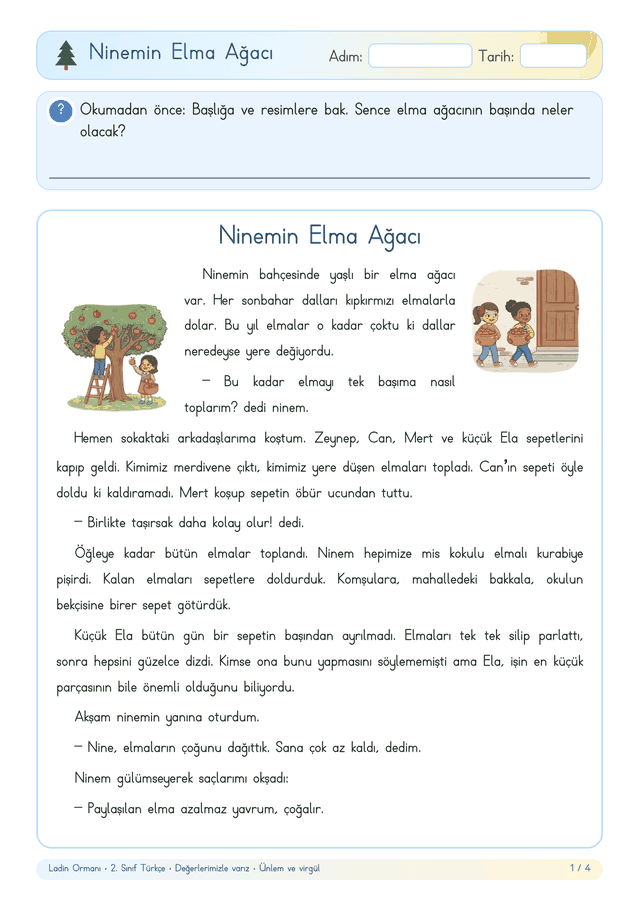 Ninemin Elma Ağacı
Adım:
Tarih:
?
Okumadan önce: Başlığa ve resimlere bak. Sence elma ağacının başında neler
olacak?
Ninemin Elma Ağacı
Ninemin bahçesinde yaşlı bir elma ağacı
var. Her sonbahar dalları kıpkırmızı elmalarla
dolar. Bu yıl elmalar o kadar çoktu ki dallar
neredeyse yere değiyordu.
– Bu kadar elmayı tek başıma nasıl
toplarım? dedi ninem.
Hemen sokaktaki arkadaşlarıma koştum. Zeynep, Can, Mert ve küçük Ela sepetlerini
kapıp geldi. Kimimiz merdivene çıktı, kimimiz yere düşen elmaları topladı. Can’ın sepeti öyle
doldu ki kaldıramadı. Mert koşup sepetin öbür ucundan tuttu.
– Birlikte taşırsak daha kolay olur! dedi.
Öğleye kadar bütün elmalar toplandı. Ninem hepimize mis kokulu elmalı kurabiye
pişirdi. Kalan elmaları sepetlere doldurduk. Komşulara, mahalledeki bakkala, okulun
bekçisine birer sepet götürdük.
Küçük Ela bütün gün bir sepetin başından ayrılmadı. Elmaları tek tek silip parlattı,
sonra hepsini güzelce dizdi. Kimse ona bunu yapmasını söylememişti ama Ela, işin en küçük
parçasının bile önemli olduğunu biliyordu.
Akşam ninemin yanına oturdum.
– Nine, elmaların çoğunu dağıttık. Sana çok az kaldı, dedim.
Ninem gülümseyerek saçlarımı okşadı:
– Paylaşılan elma azalmaz yavrum, çoğalır.
Ladin Ormanı • 2. Sınıf Türkçe • Değerlerimizle varız • Ünlem ve virgül
1 / 4